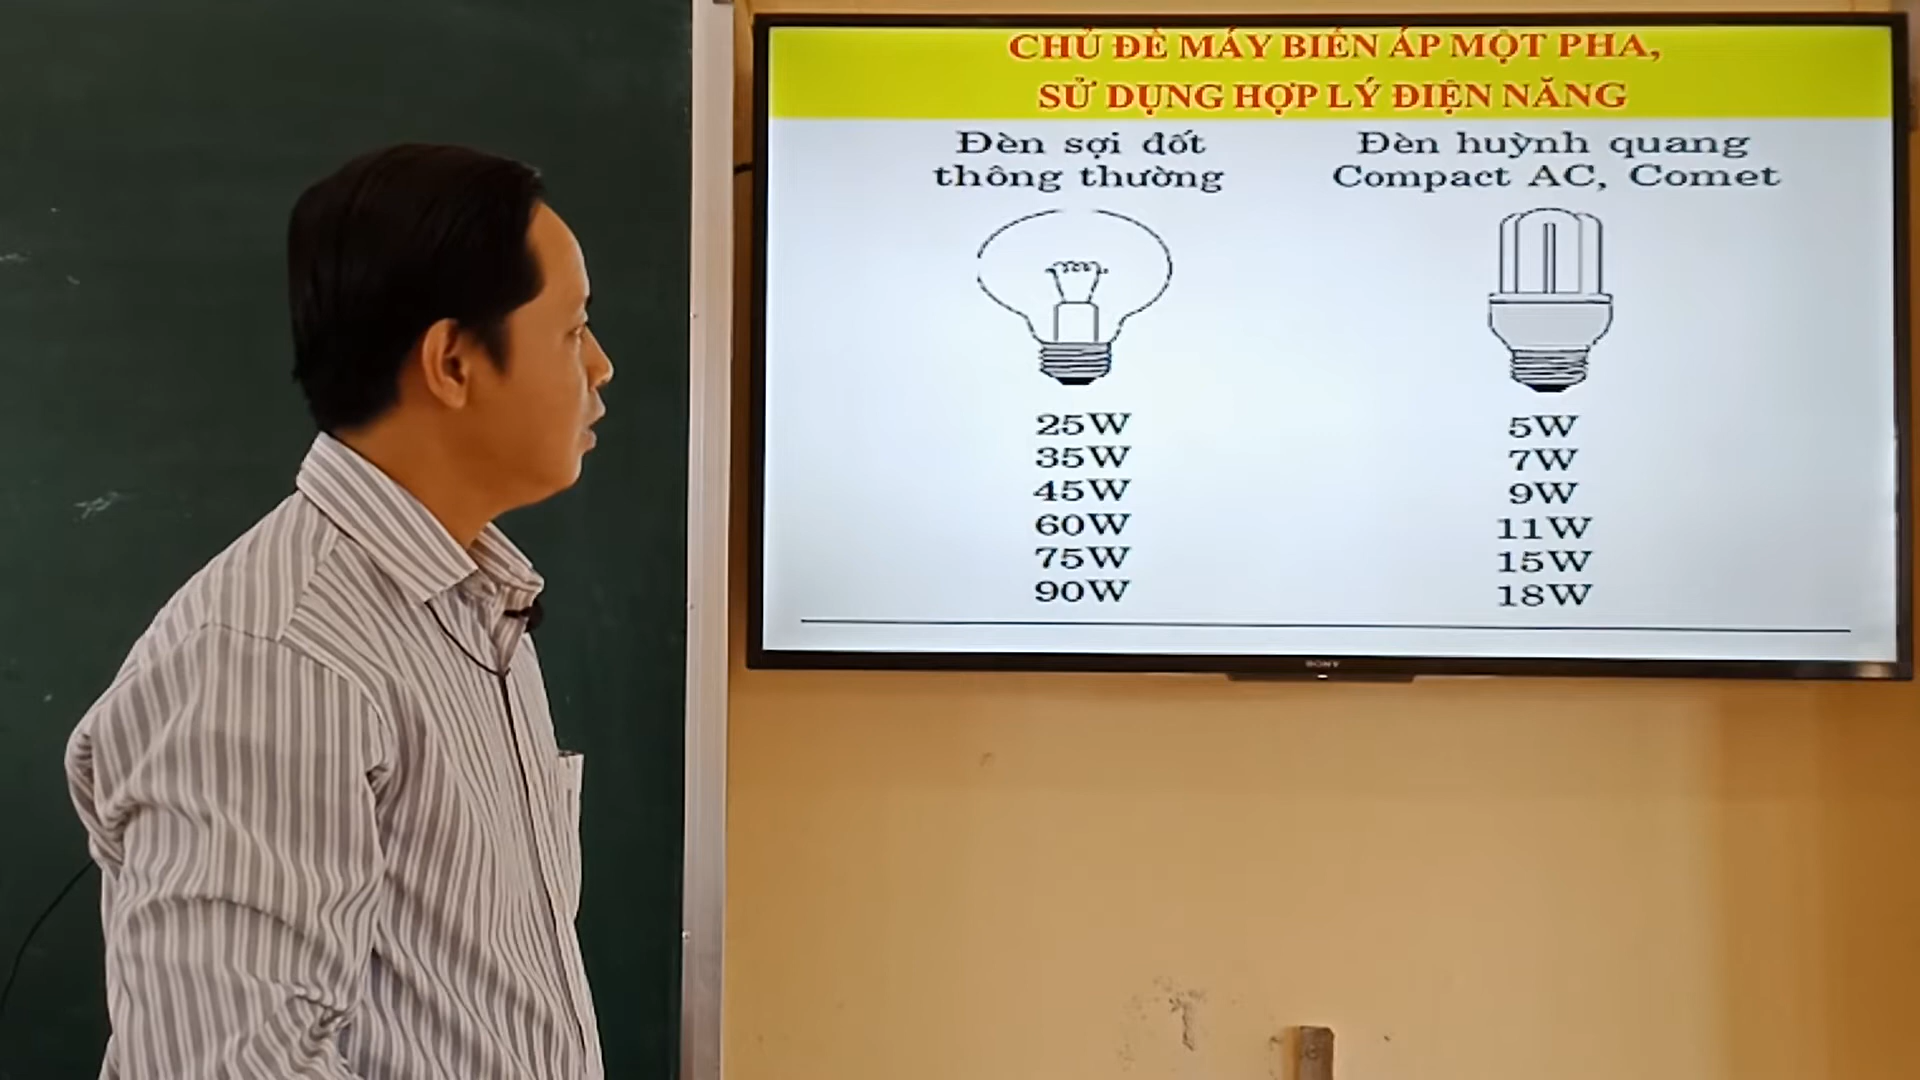 CHỦ ĐỀ MÁY BIẾN ÁP MỘT PHA,
SỬ DỤNG HỢP LÝ ĐIỆN NĂNG
Đèn sợi đốt
thông thường
Đèn huỳnh quang
Compact AC, Comet
25W 5W
35W 7W
45W 9W
60W 11W
75W 15W
90W 18W
SONY